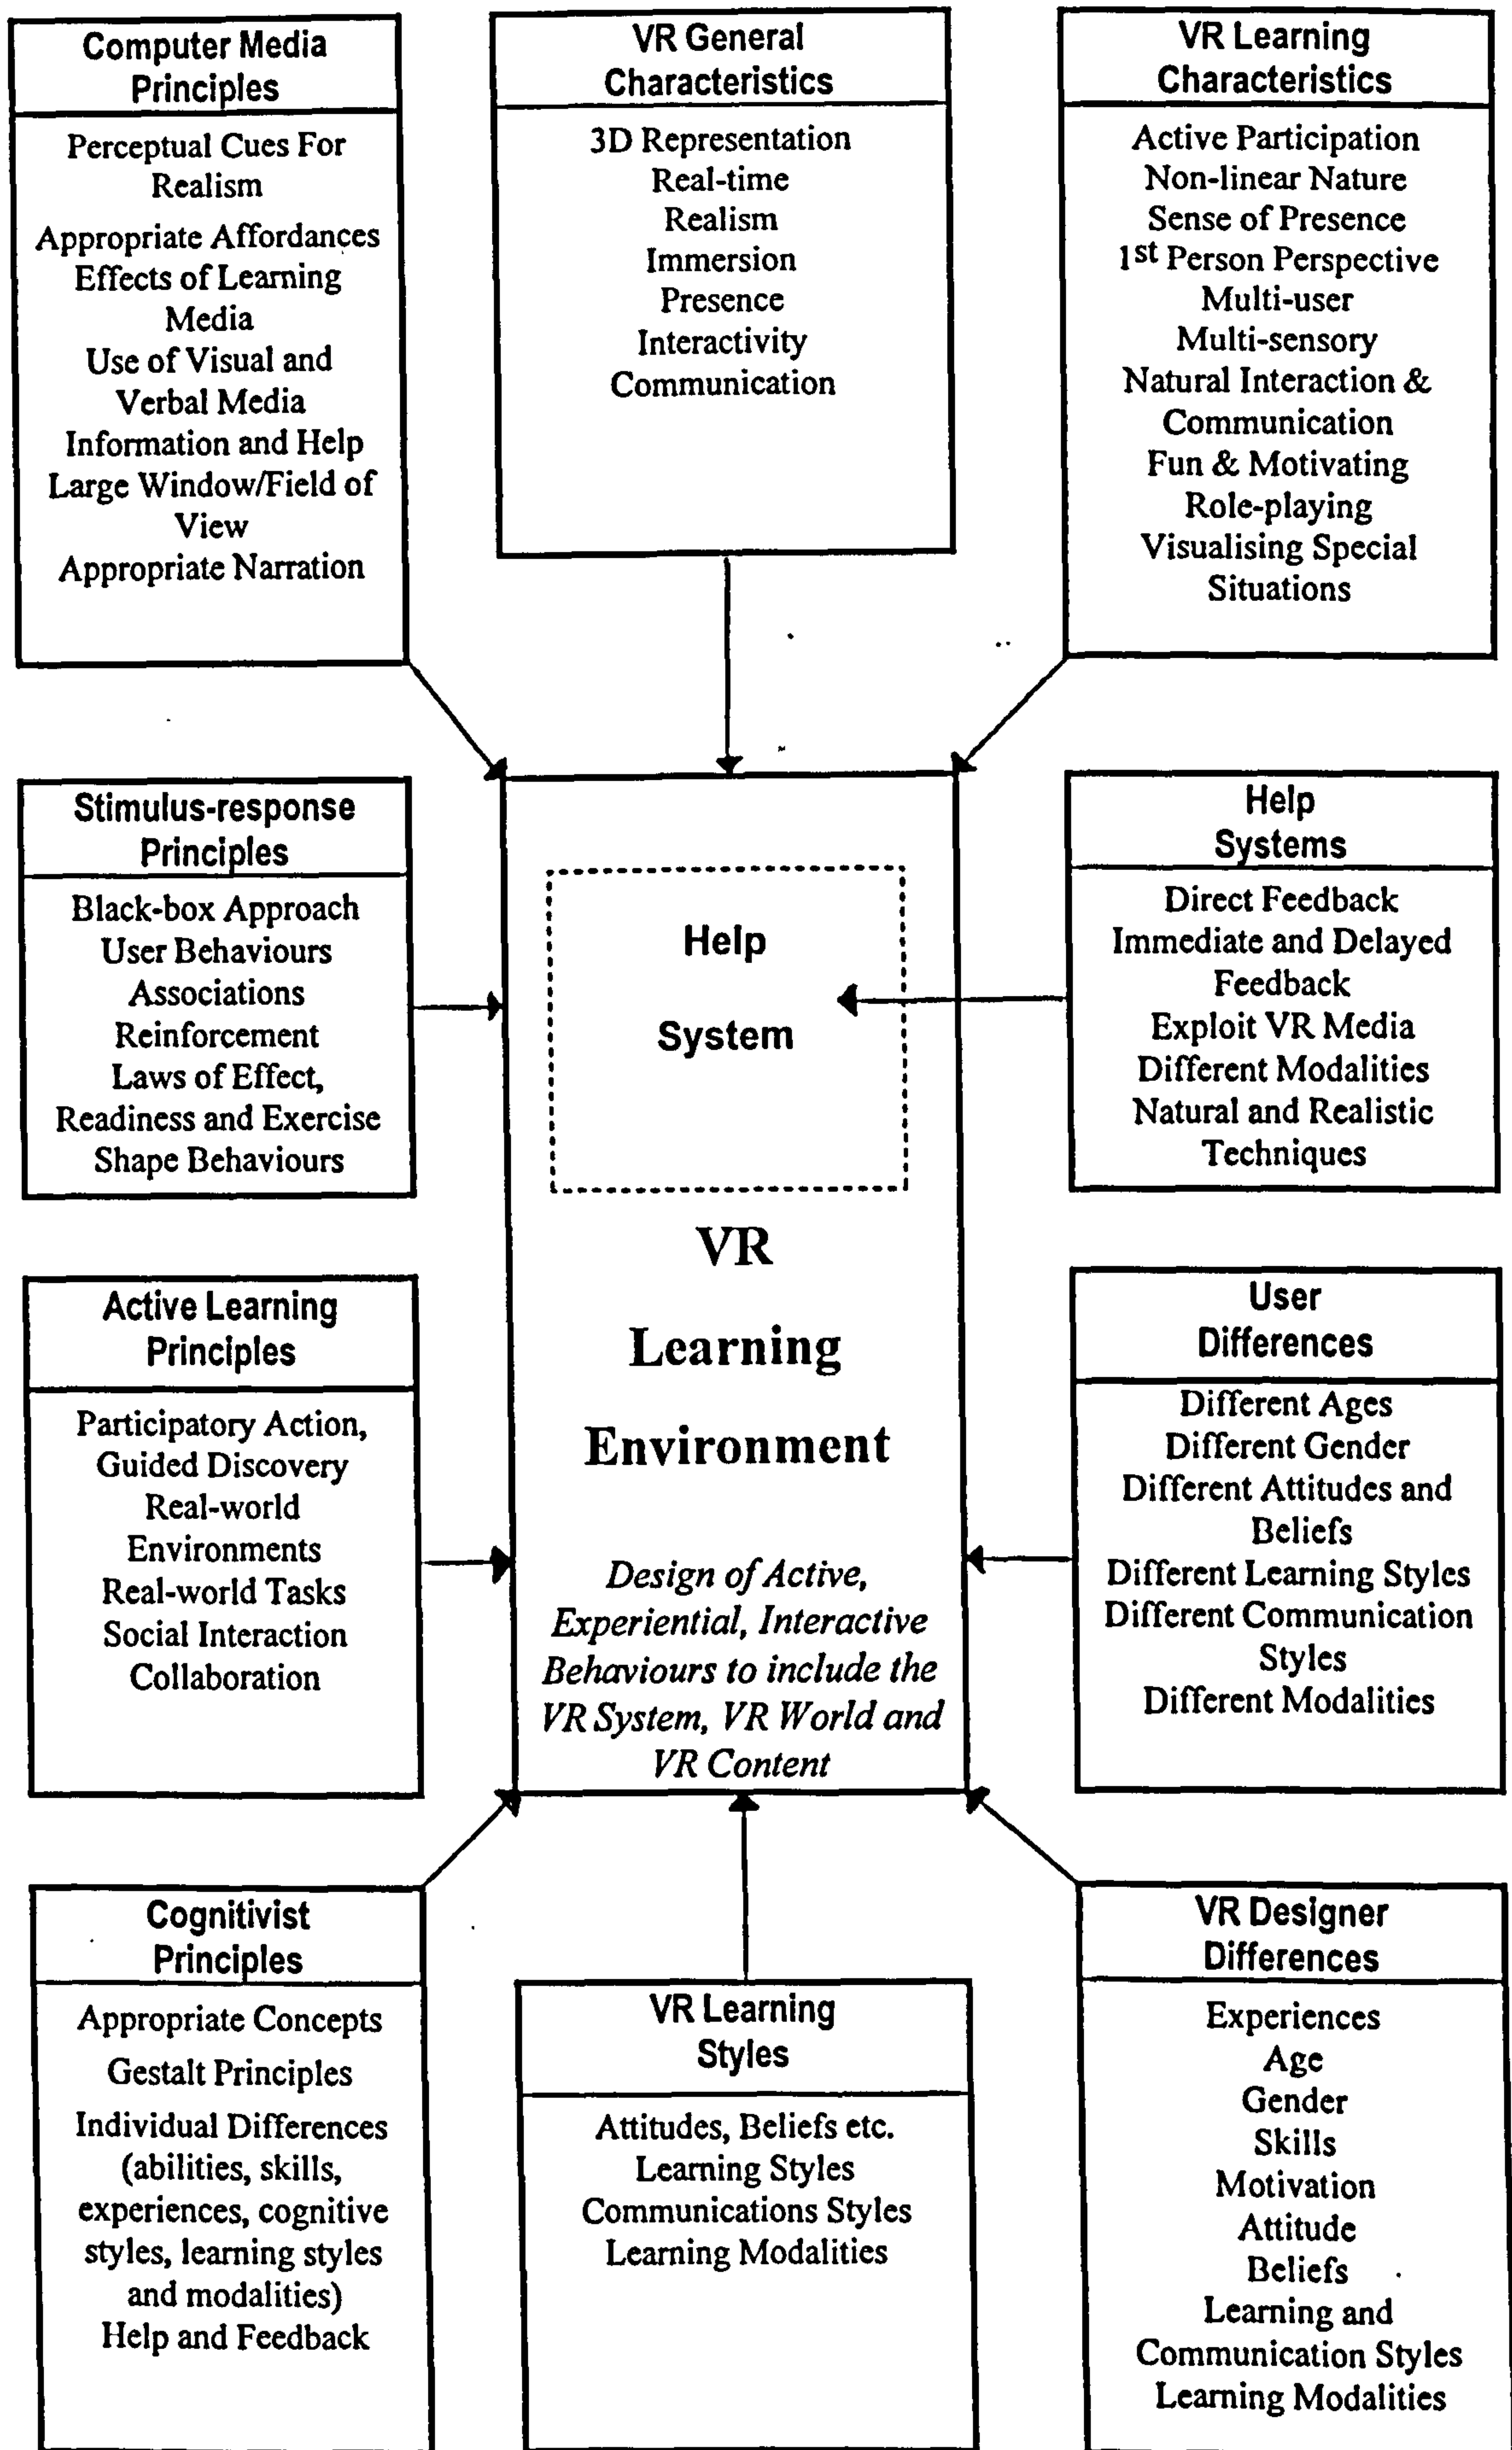 Computer Media
Principles
Perceptual Cues For
Realism
Appropriate Affordances
Effects of Learning
Media
Use of Visual and
Verbal Media
Information and Help
Large Window/Field of
View
Appropriate Narration
VR General
Characteristics
3D Representation
Real-time
Realism
Immersion
Presence
Interactivity
Communication
VR Learning
Characteristics
Active Participation
Non-linear Nature
Sense of Presence
1st Person Perspective
Multi-user
Multi-sensory
Natural Interaction &
Communication
Fun & Motivating
Role-playing
Visualising Special
Situations
Stimulus-response
Principles
Black-box Approach
User Behaviours
Associations
Reinforcement
Laws of Effect,
Readiness and Exercise
Shape Behaviours
Help
System
VR
Learning
Environment
Design of Active,
Experiential, Interactive
Behaviours to include the
VR System, VR World and
VR Content
Help
Systems
Direct Feedback
Immediate and Delayed
Feedback
Exploit VR Media
Different Modalities
Natural and Realistic
Techniques
Active Learning
Principles
Participatory Action,
Guided Discovery
Real-world
Environments
Real-world Tasks
Social Interaction
Collaboration
User
Differences
Different Ages
Different Gender
Different Attitudes and
Beliefs
Different Learning Styles
Different Communication
Styles
Different Modalities
Cognitivist
Principles
Appropriate Concepts
Gestalt Principles
Individual Differences
(abilities, skills,
experiences, cognitive
styles, learning styles
and modalities)
Help and Feedback
VR Learning
Styles
Attitudes, Beliefs etc.
Learning Styles
Communications Styles
Learning Modalities
VR Designer
Differences
Experiences
Age
Gender
Skills
Motivation
Attitude
Beliefs
Learning and
Communication Styles
Learning Modalities